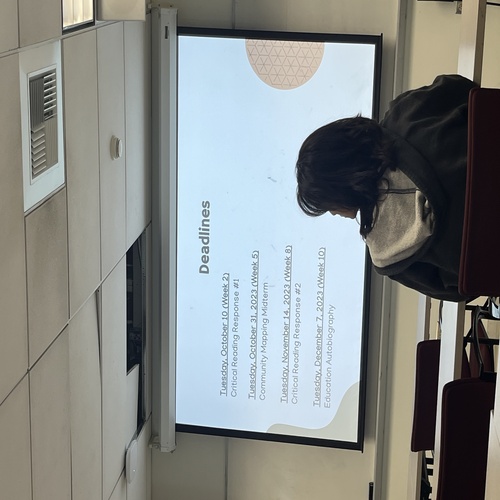 Deadlines
Tuesday, October 10 (Week 2)
Critical Reading Response #1
Tuesday, October 31, 2023 (Week 5)
Community Mapping Midterm
Tuesday, November 14, 2023 (Week 8)
Critical Reading Response #2
Tuesday, December 7, 2023 (Week 10)
Education Autobiography